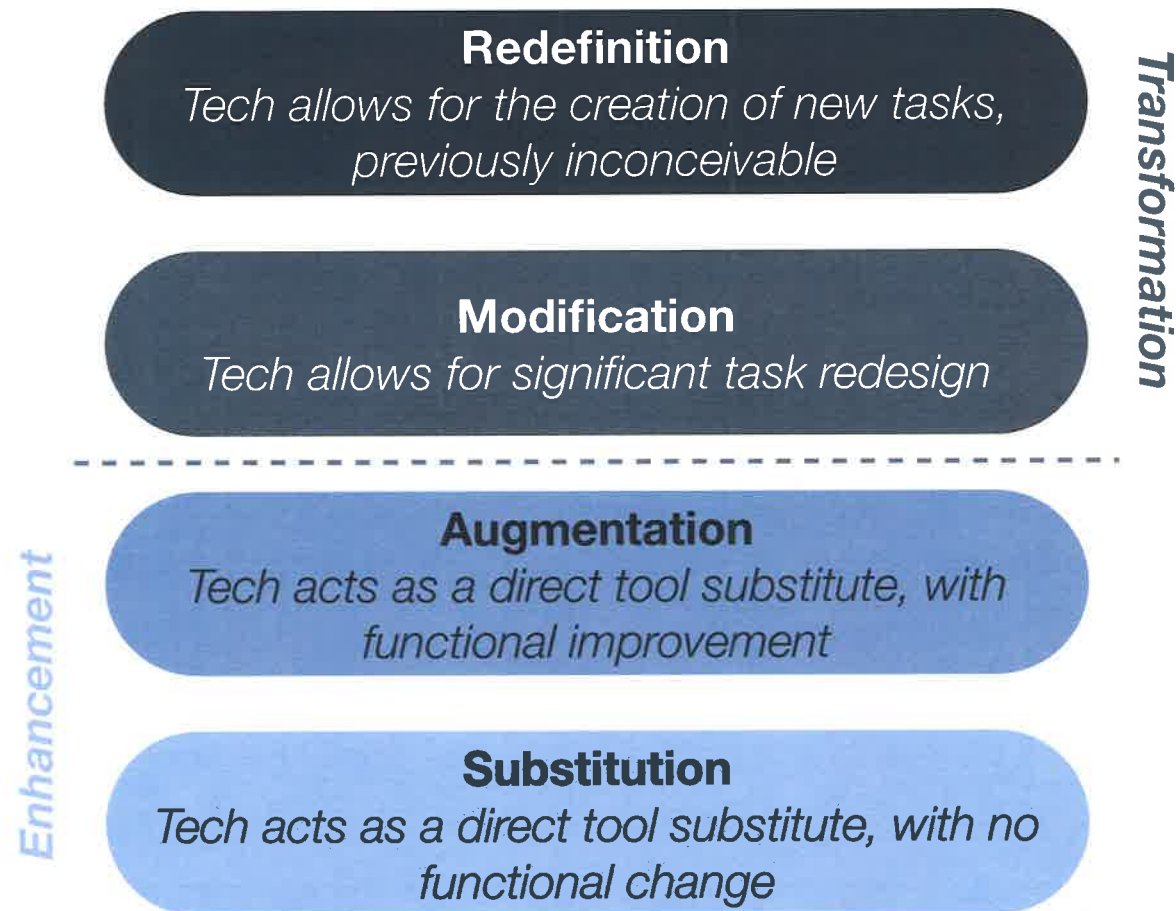 Redefinition
Tech allows for the creation of new tasks,
previously inconceivable
Transformation
Modification
Tech allows for significant task redesign
Augmentation
Tech acts as a direct tool substitute, with
functional improvement
Enhancement
Substitution
Tech acts as a direct tool substitute, with no
functional change